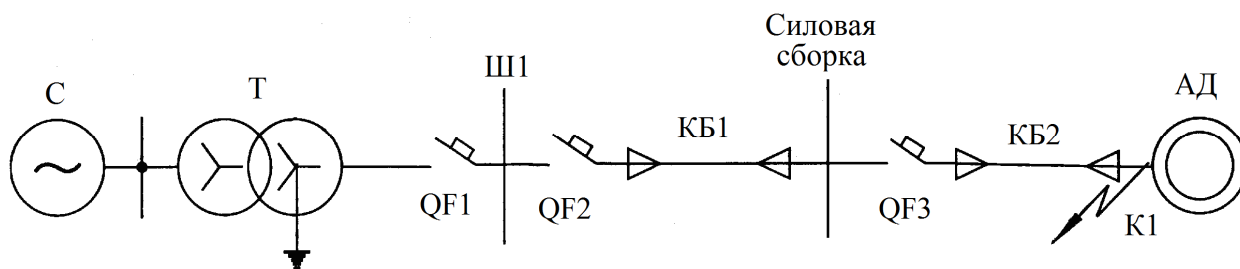 С
Т
Ш1
Силовая
сборка
АД
КБ1
КБ2
QF1
QF2
QF3
К1